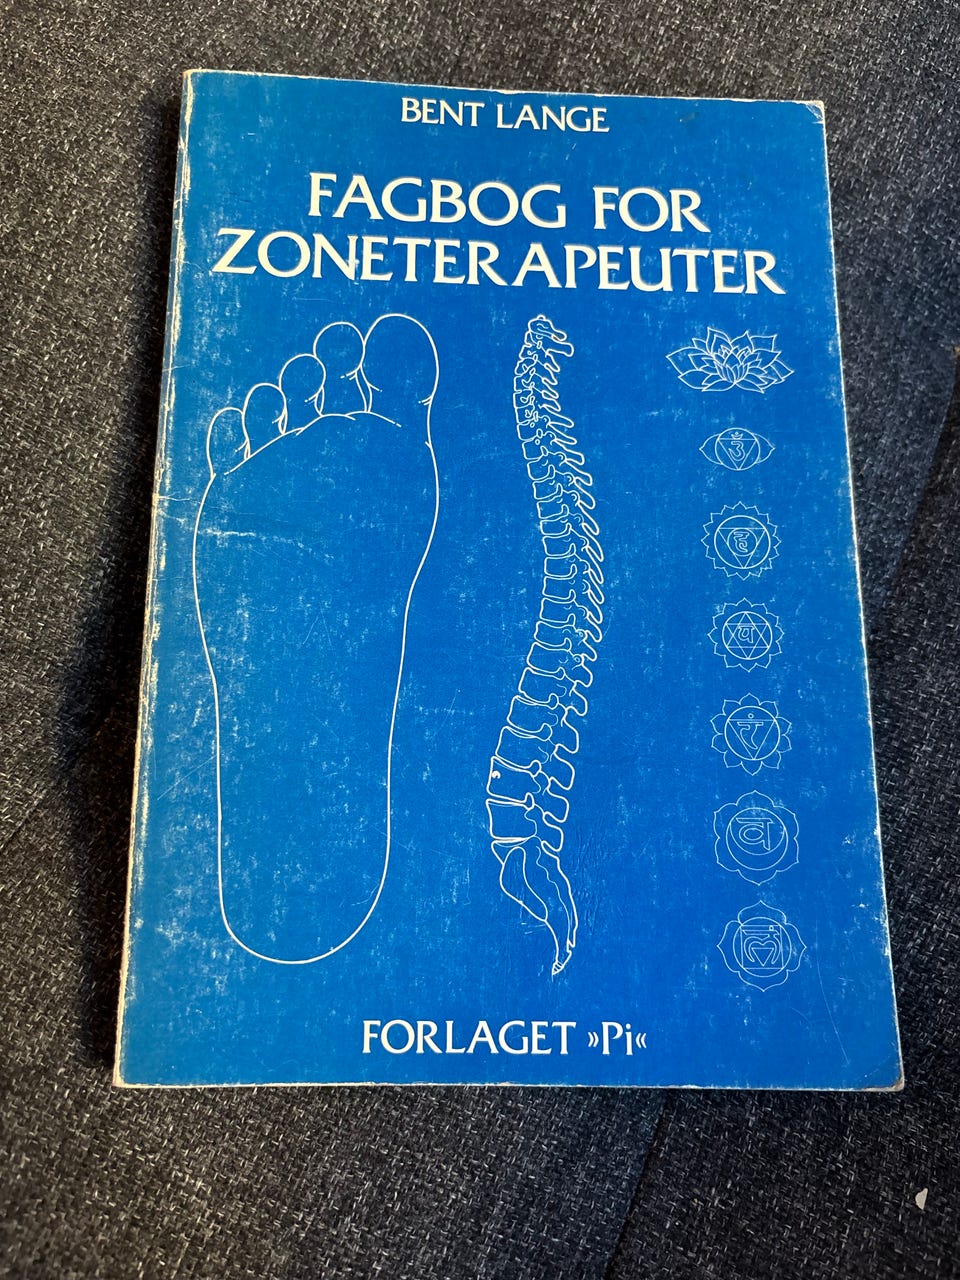 BENT LANGE
FAGBOG FOR
ZONETERAPEUTER
ॐ
हं
यं
रं
वं
लं
FORLAGET »Pi«